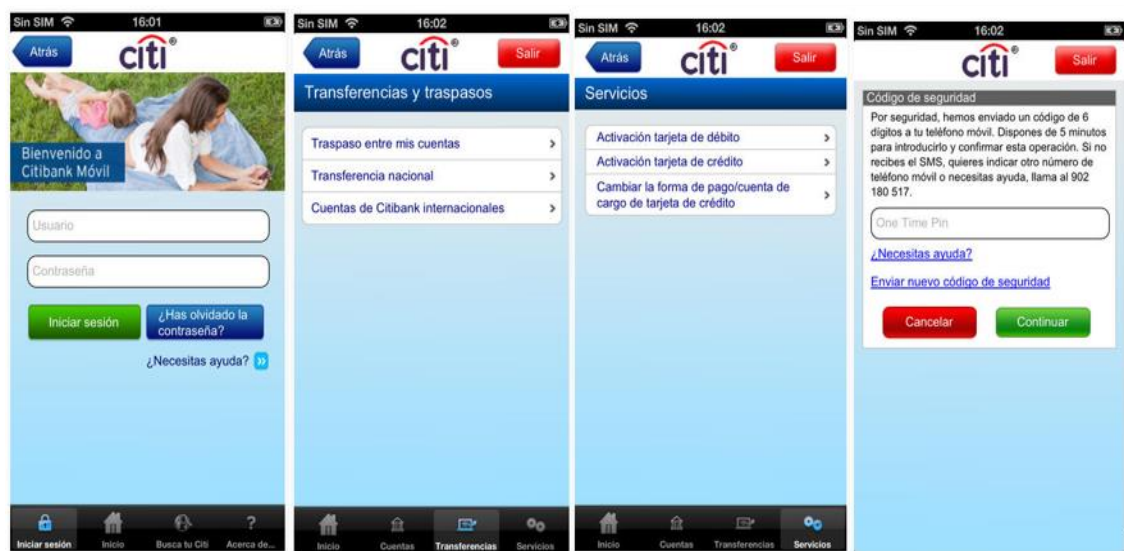 Sin SIM 16:01
Atrás
citi®
Bienvenido a
Citibank Móvil
Usuario
Contraseña
Iniciar sesión
¿Has olvidado la
contraseña?
¿Necesitas ayuda?
Iniciar sesión Inicio Busca tu Citi Acerca de...
Sin SIM 16:02
Atrás
citi®
Salir
Transferencias y traspasos
Traspaso entre mis cuentas
Transferencia nacional
Cuentas de Citibank internacionales
Inicio Cuentas Transferencias Servicios
Sin SIM 16:02
Atrás
citi®
Salir
Servicios
Activación tarjeta de débito
Activación tarjeta de crédito
Cambiar la forma de pago/cuenta de
cargo de tarjeta de crédito
Inicio Cuentas Transferencias Servicios
Sin SIM 16:02
citi®
Salir
Código de seguridad
Por seguridad, hemos enviado un código de 6
dígitos a tu teléfono móvil. Dispones de 5 minutos
para introducirlo y confirmar esta operación. Si no
recibes el SMS, quieres indicar otro número de
teléfono móvil o necesitas ayuda, llama al 902
180 517.
One Time Pin
¿Necesitas ayuda?
Enviar nuevo código de seguridad
Cancelar
Continuar